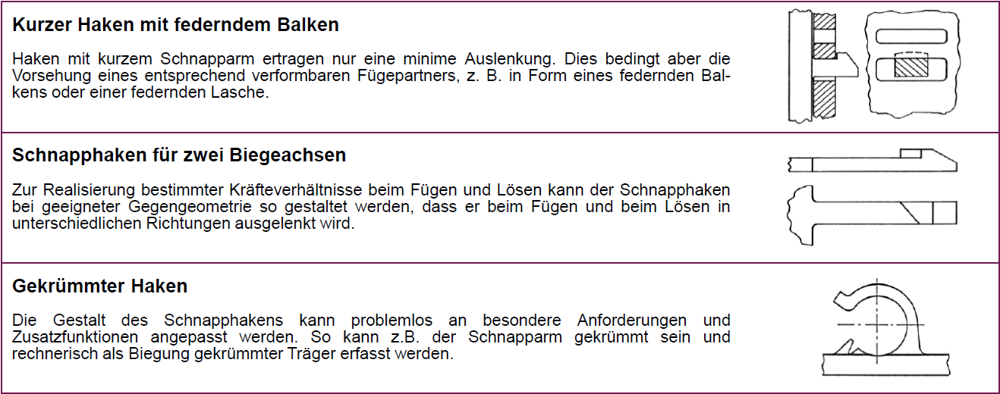 Kurzer Haken mit federndem Balken
Haken mit kurzem Schnapparm ertragen nur eine minime Auslenkung. Dies bedingt aber die
Vorsehung eines entsprechend verformbaren Fügepartners, z. B. in Form eines federnden Bal-
kens oder einer federnden Lasche.
Schnapphaken für zwei Biegeachsen
Zur Realisierung bestimmter Kräfteverhältnisse beim Fügen und Lösen kann der Schnapphaken
bei geeigneter Gegengeometrie so gestaltet werden, dass er beim Fügen und beim Lösen in
unterschiedlichen Richtungen ausgelenkt wird.
Gekrümmter Haken
Die Gestalt des Schnapphakens kann problemlos an besondere Anforderungen und
Zusatzfunktionen angepasst werden. So kann z.B. der Schnapparm gekrümmt sein und
rechnerisch als Biegung gekrümmter Träger erfasst werden.